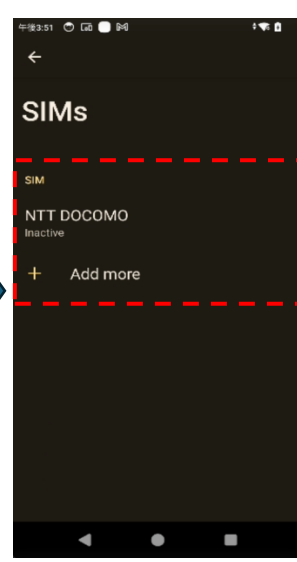 午後3:51
SIMs
SIM
NTT DOCOMO
Inactive
+ Add more